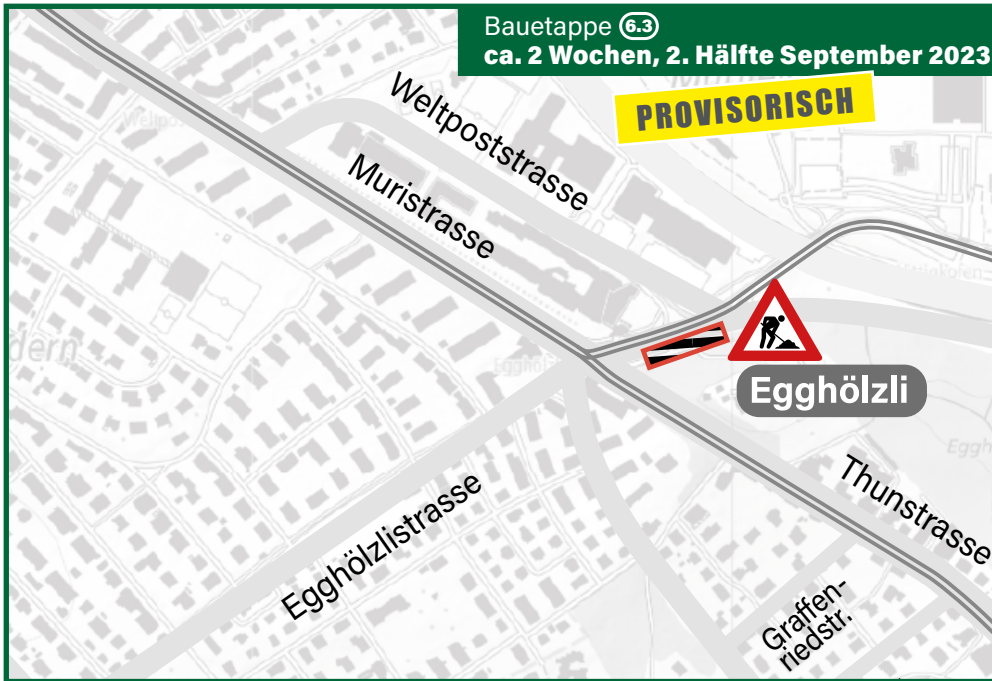 Bauetappe 6.3
ca. 2 Wochen, 2. Hälfte September 2023
PROVISORISCH
Weltpoststrasse
Muristrasse
Egghölzli
Thunstrasse
Egghölzlistrasse
Graffen-
riedstr.